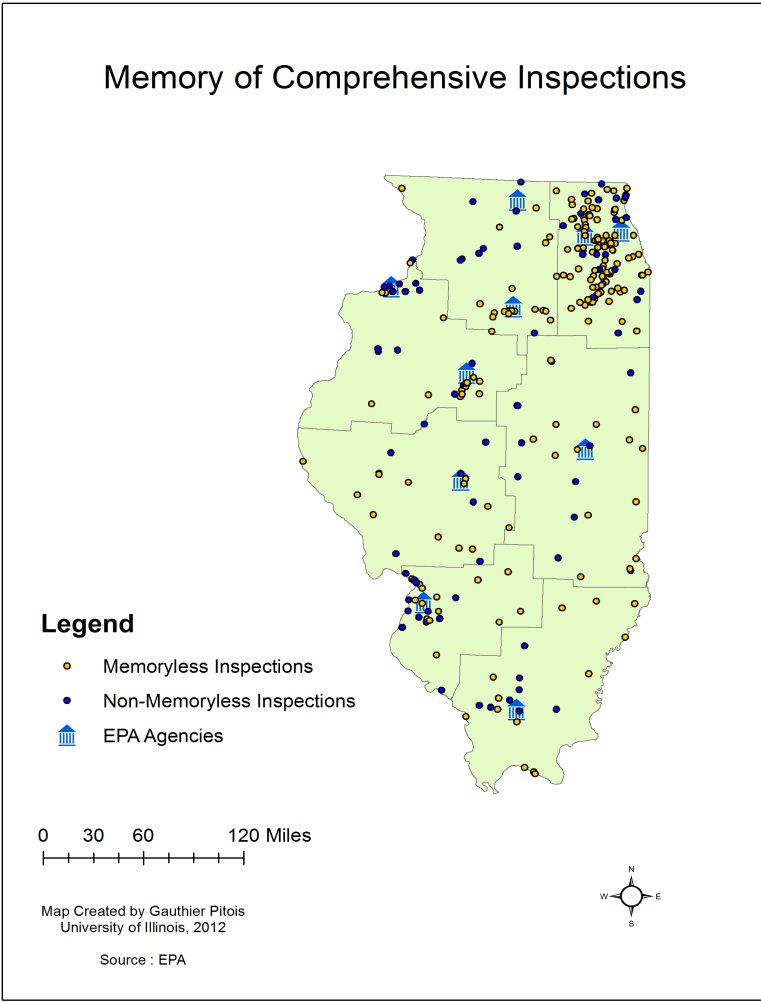 Memory of Comprehensive Inspections
Legend
Memoryless Inspections
Non-Memoryless Inspections
EPA Agencies
0 30 60 120 Miles
N
W E
S
Map Created by Gauthier Pitois
University of Illinois, 2012
Source : EPA